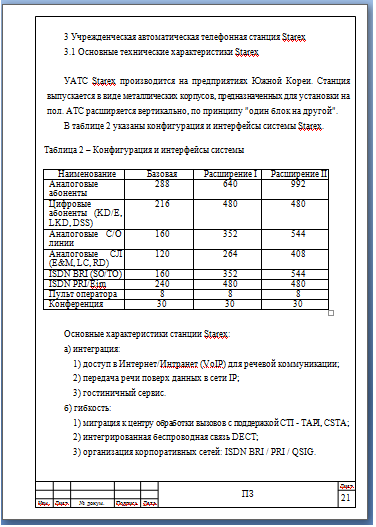 3 Учрежденческая автоматическая телефонная станция Starex
3.1 Основные технические характеристики Starex
УАТС Starex производится на предприятиях Южной Кореи. Станция
выпускается в виде металлических корпусов, предназначенных для установки на
пол. АТС расширяется вертикально, по принципу "один блок на другой".
В таблице 2 указаны конфигурация и интерфейсы системы Starex.
Таблица 2 – Конфигурация и интерфейсы системы
Наименование Базовая Расширение I Расширение II
Аналоговые 288 640 992
абоненты
Цифровые 216 480 480
абоненты (KD/E,
LKD, DSS)
Аналоговые С/О 160 352 544
линии
Аналоговые СЛ 120 264 408
(E&M, LC, RD)
ISDN BRI (SO/TO) 160 352 544
ISDN PRI/Eim 240 480 480
Пульт оператора 8 8 8
Конференция 30 30 30
Основные характеристики станции Starex:
а) интеграция:
1) доступ в Интернет/Интранет (VoIP) для речевой коммуникации;
2) передача речи поверх данных в сети IP;
3) гостиничный сервис.
б) гибкость:
1) миграция к центру обработки вызовов с поддержкой CTI - TAPI, CSTA;
2) интегрированная беспроводная связь DECT;
3) организация корпоративных сетей: ISDN BRI / PRI / QSIG.
ПЗ
Лист
21
Изм. Лист № докум. Подпись Дата